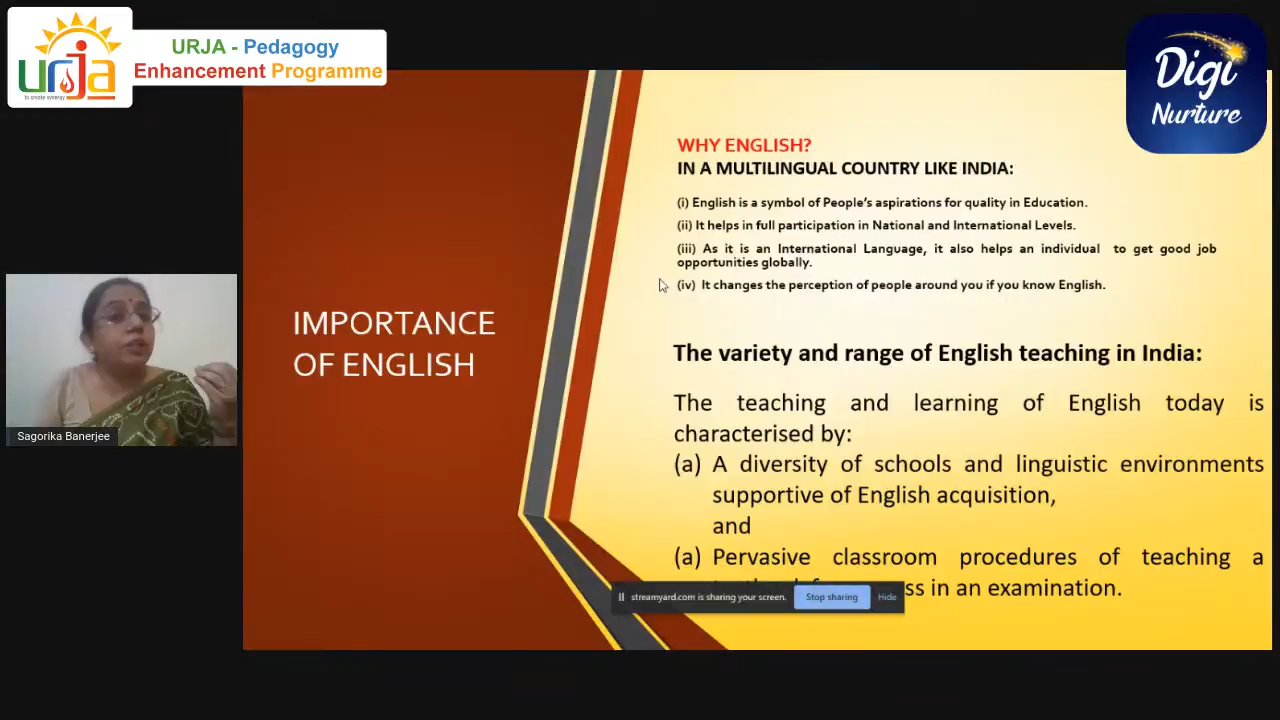 urja
to create synergy
URJA - Pedagogy
Enhancement Programme
Digi
Nurture
WHY ENGLISH?
IN A MULTILINGUAL COUNTRY LIKE INDIA:
(i) English is a symbol of People's aspirations for quality in Education.
(ii) It helps in full participation in National and International Levels.
(iii) As it is an International Language, it also helps an individual to get good job
opportunities globally.
(iv) It changes the perception of people around you if you know English.
IMPORTANCE
OF ENGLISH
The variety and range of English teaching in India:
The teaching and learning of English today is
characterised by:
(a) A diversity of schools and linguistic environments
supportive of English acquisition,
and
(a) Pervasive classroom procedures of teaching a
ss in an examination.
streamyard.com is sharing your screen.
Stop sharing
Hide
Sagorika Banerjee